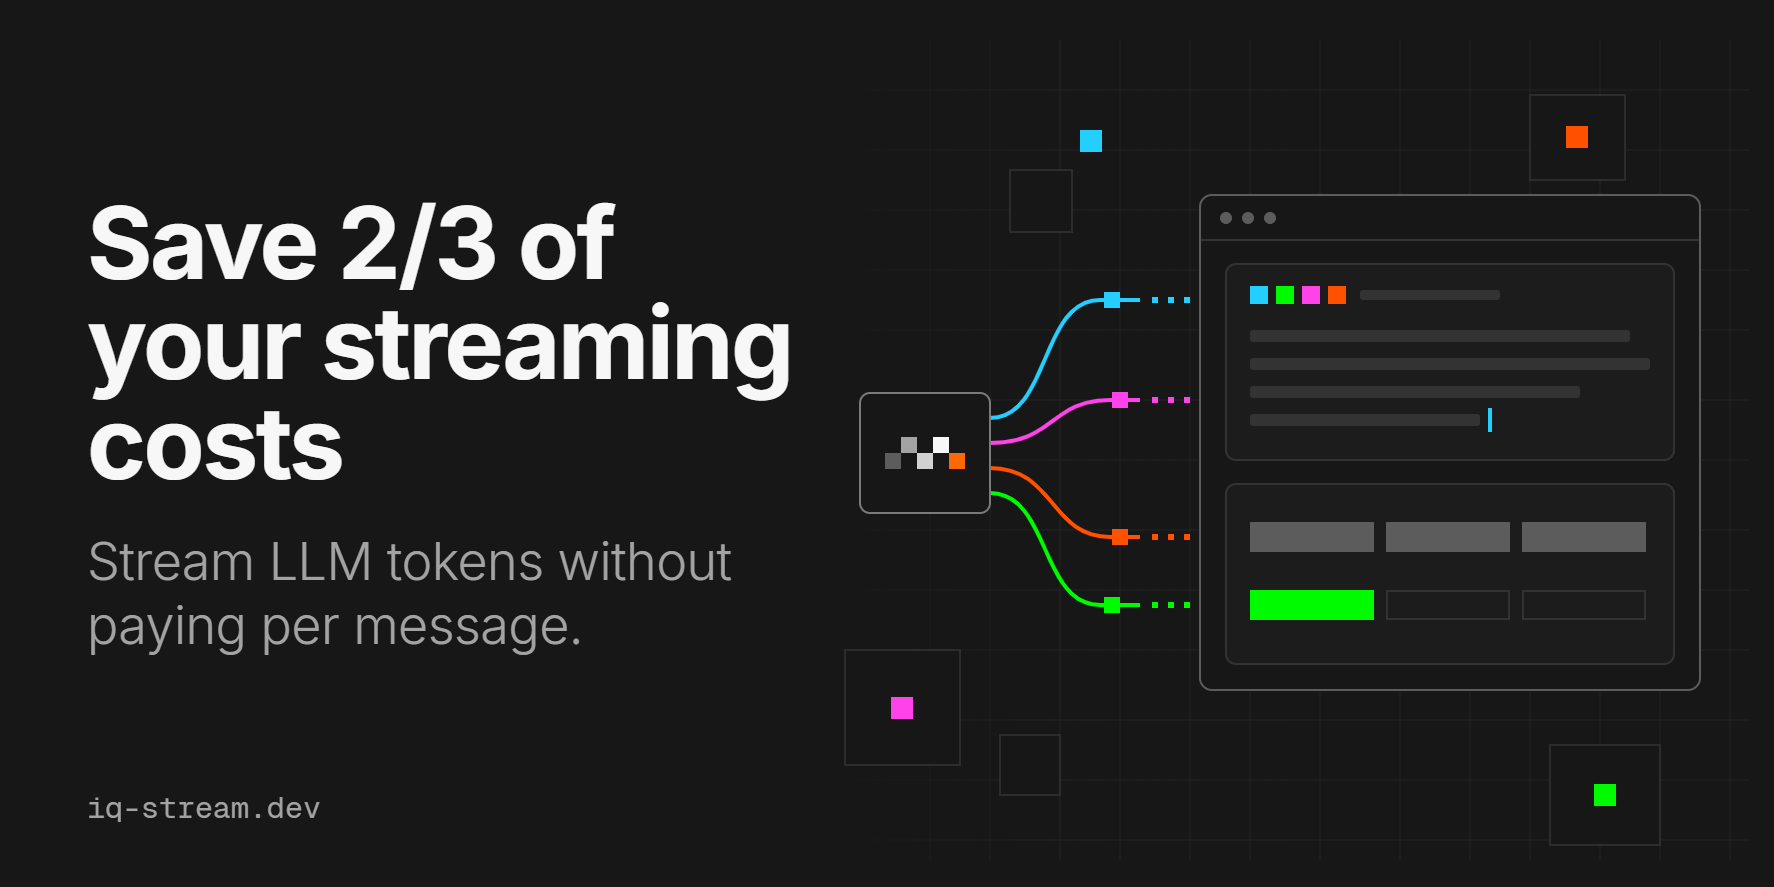 Save 2/3 of
your streaming
costs
Stream LLM tokens without
paying per message.
iq-stream.dev